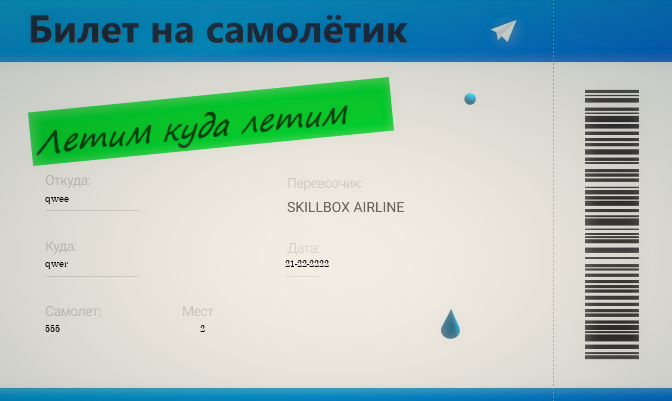 Билет на самолётик
Летим куда летим
Откуда:
qwee
Перевозчик:
SKILLBOX AIRLINE
Куда:
qwer
Дата:
21-22-2222
Самолет:
555
Мест
2